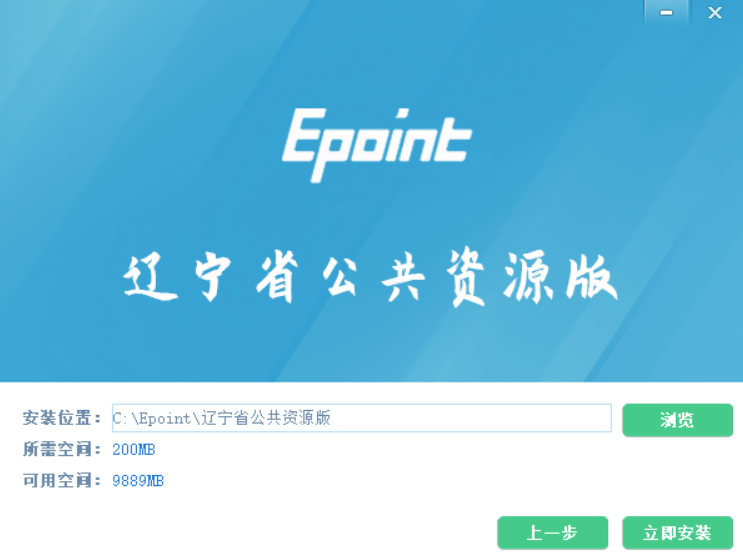 Epoint
辽宁省公共资源版
安装位置： C:\Epoint\辽宁省公共资源版 浏览
所需空间： 200MB
可用空间： 9889MB
上一步 立即安装